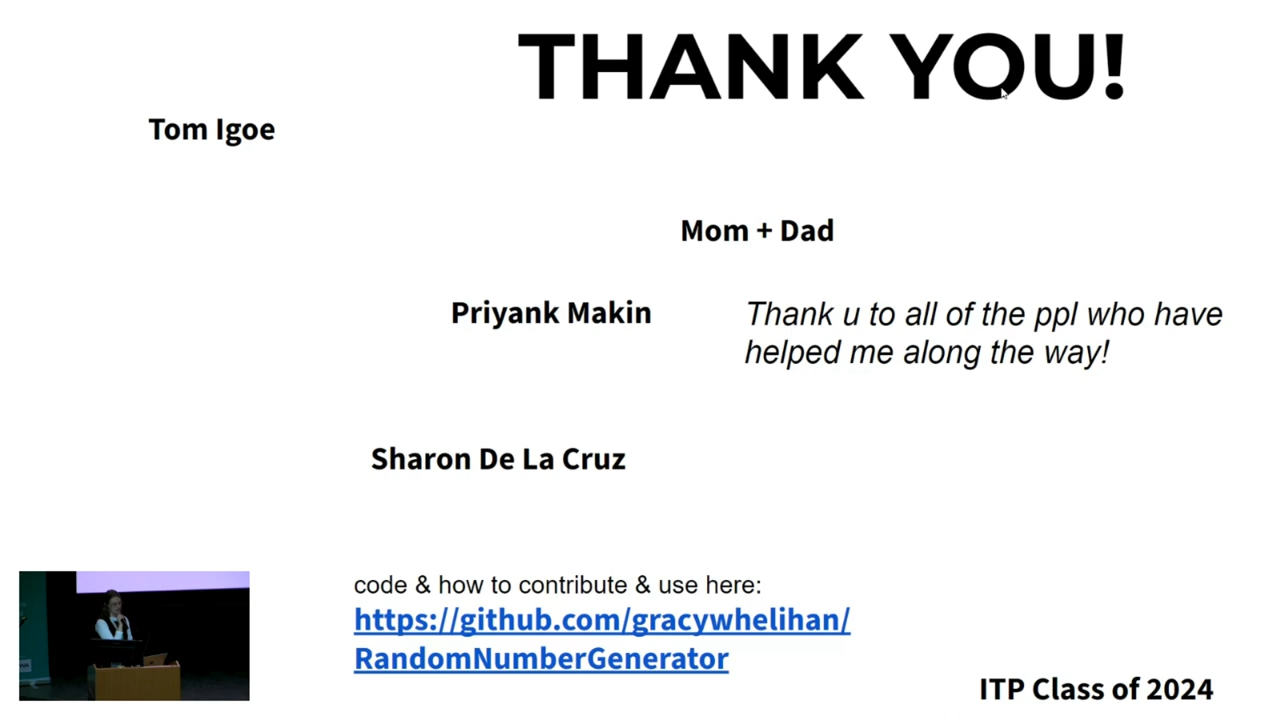 THANK YOU!
Tom Igoe
Mom + Dad
Priyank Makin
Thank u to all of the ppl who have
helped me along the way!
Sharon De La Cruz
code & how to contribute & use here:
https://github.com/gracywhelihan/
RandomNumberGenerator
ITP Class of 2024